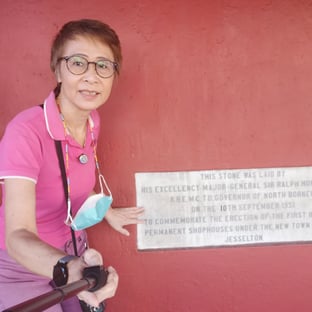 THIS STONE WAS LAID BY
HIS EXCELLENCY MAJOR-GENERAL SIR RALPH
K.B.E. M.C. T.D. GOVERNOR OF NORTH BORNEO
ON THE 10TH SEPTEMBER 1951
TO COMMEMORATE THE ERECTION OF THE FIRST
PERMANENT SHOPHOUSES UNDER THE NEW TOWN
JESSELTON